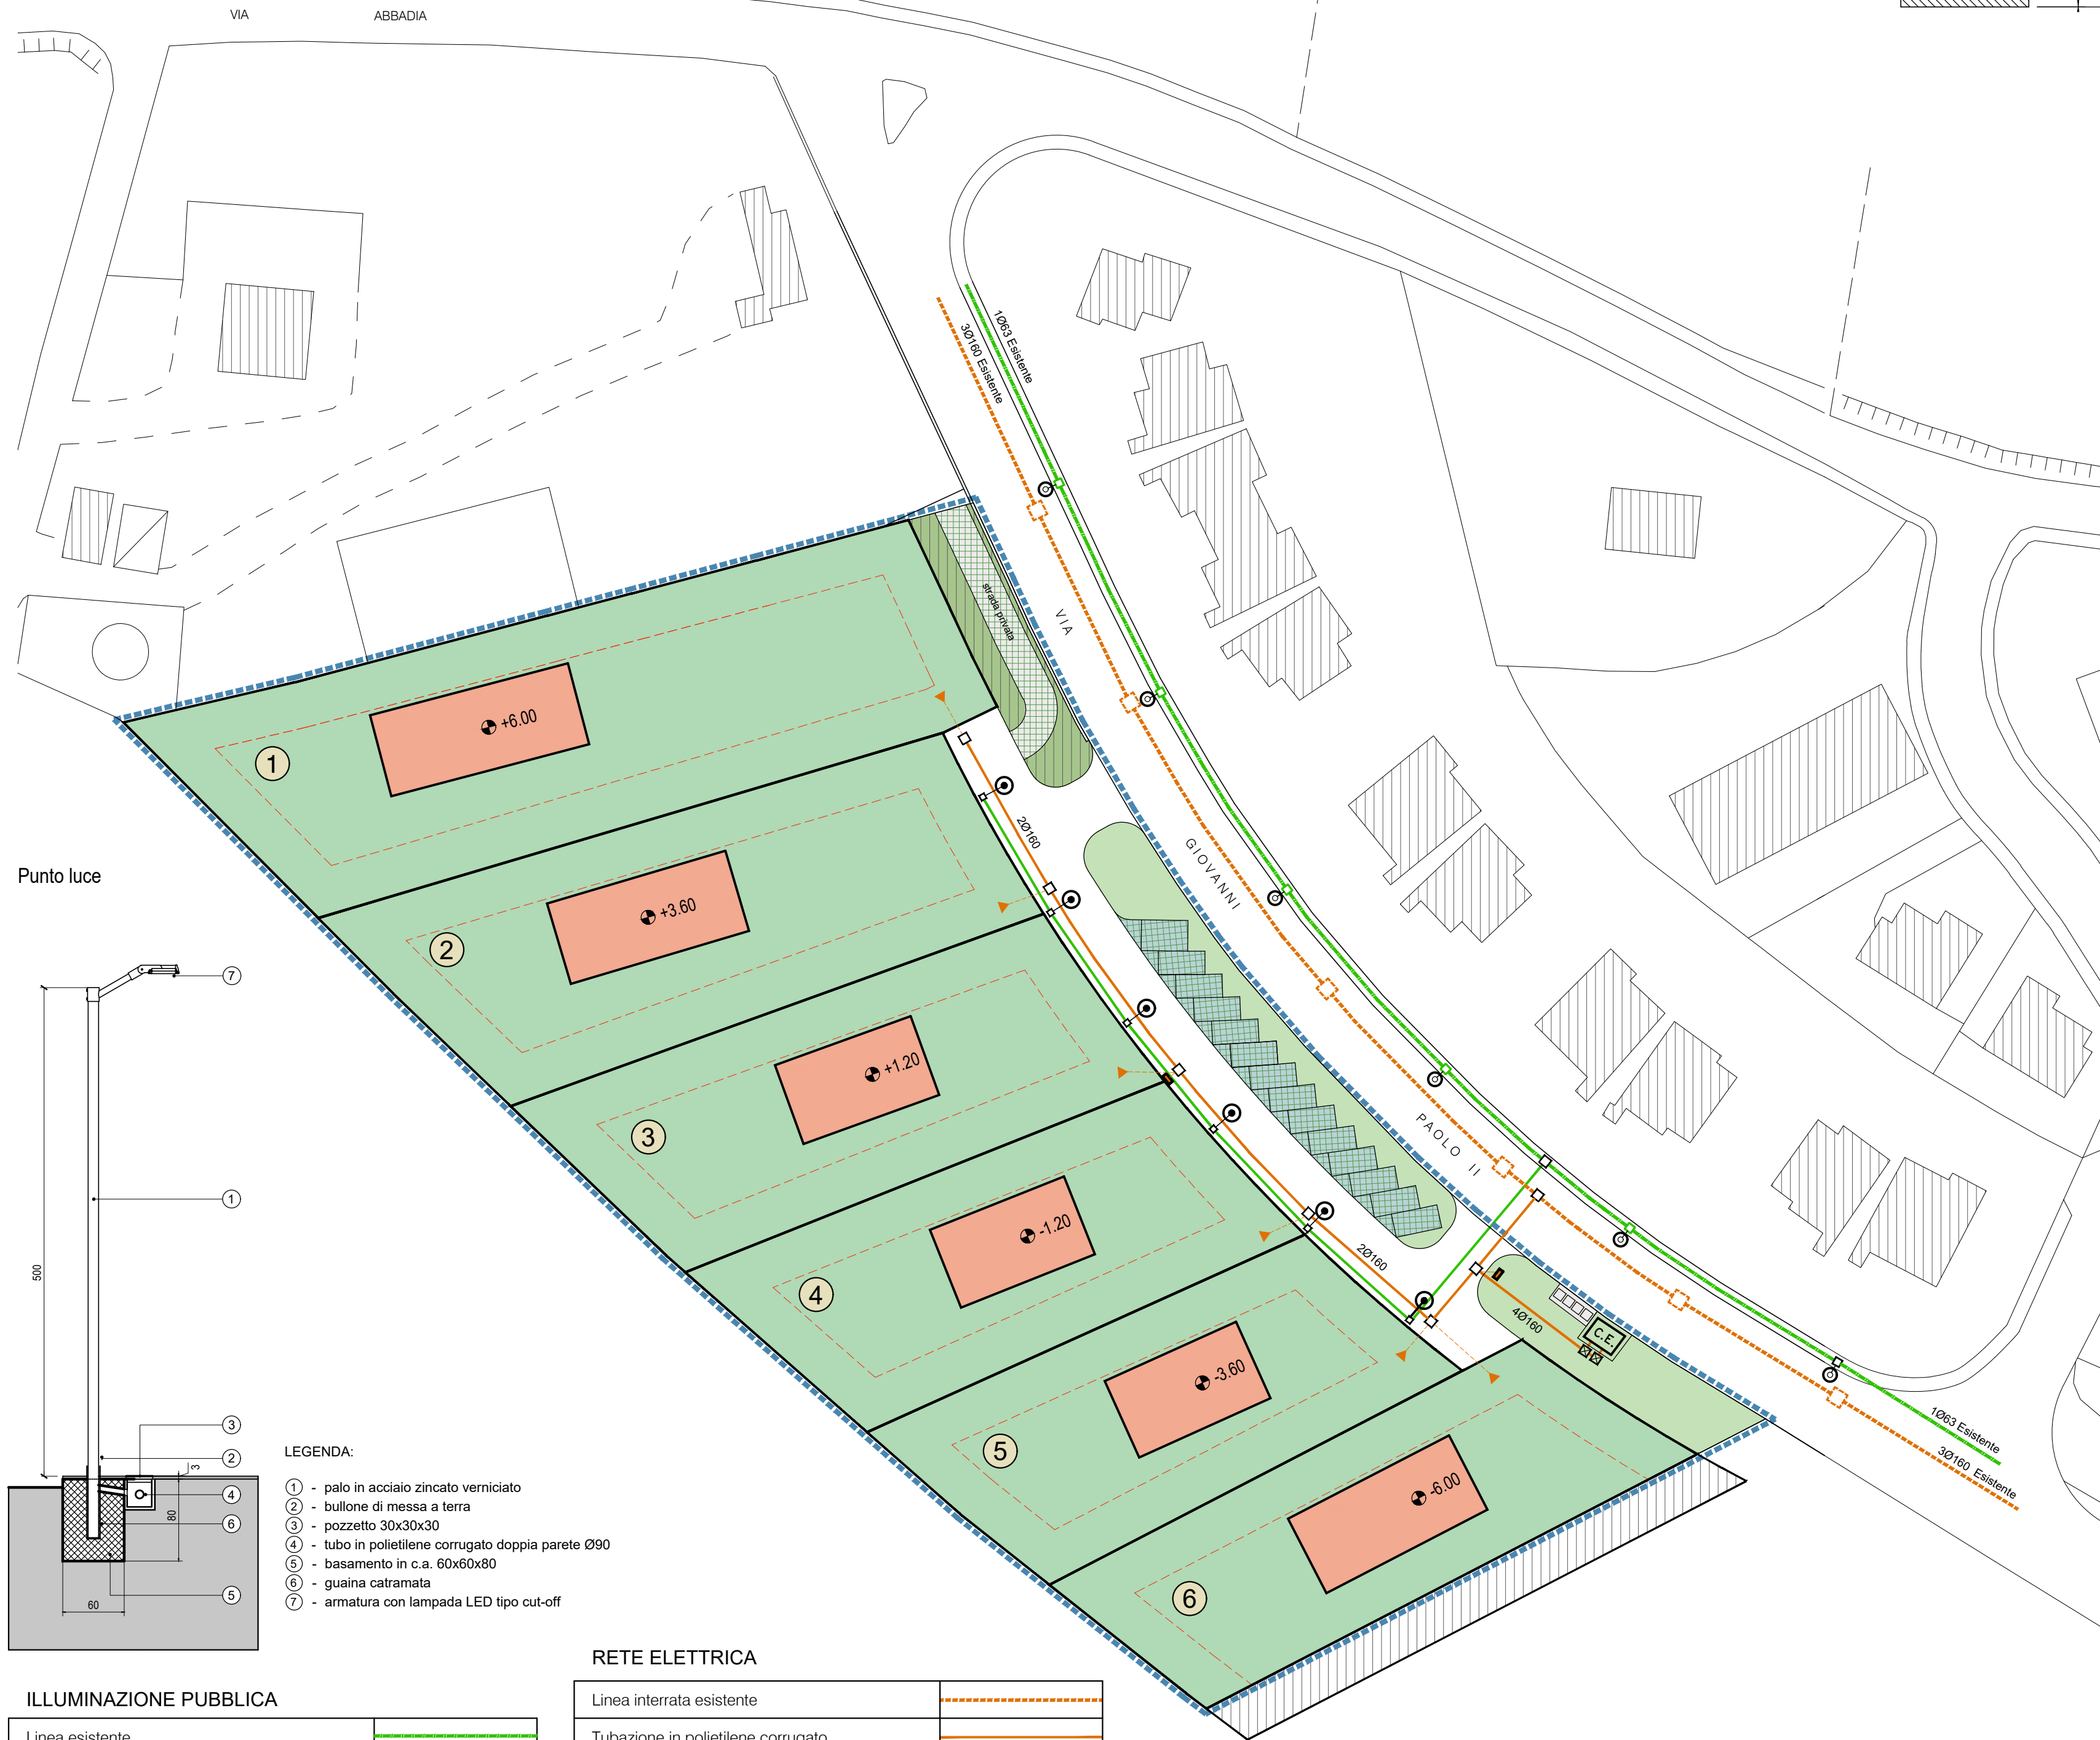 VIA ABBADIA
1Ø63 Esistente
3Ø160 Esistente
strada privata
VIA
GIOVANNI
PAOLO II
+6.00
1
2Ø160
+3.60
2
+1.20
3
-1.20
4
2Ø160
-3.60
5
4Ø160
C.E.
-6.00
6
1Ø63 Esistente
3Ø160 Esistente
Punto luce
7
500
1
3
2
3
4
80
6
5
60
LEGENDA:
1 - palo in acciaio zincato verniciato
2 - bullone di messa a terra
3 - pozzetto 30x30x30
4 - tubo in polietilene corrugato doppia parete Ø90
5 - basamento in c.a. 60x60x80
6 - guaina catramata
7 - armatura con lampada LED tipo cut-off
RETE ELETTRICA
Linea interrata esistente
Tubazione in polietilene corrugato
ILLUMINAZIONE PUBBLICA
Linea esistente